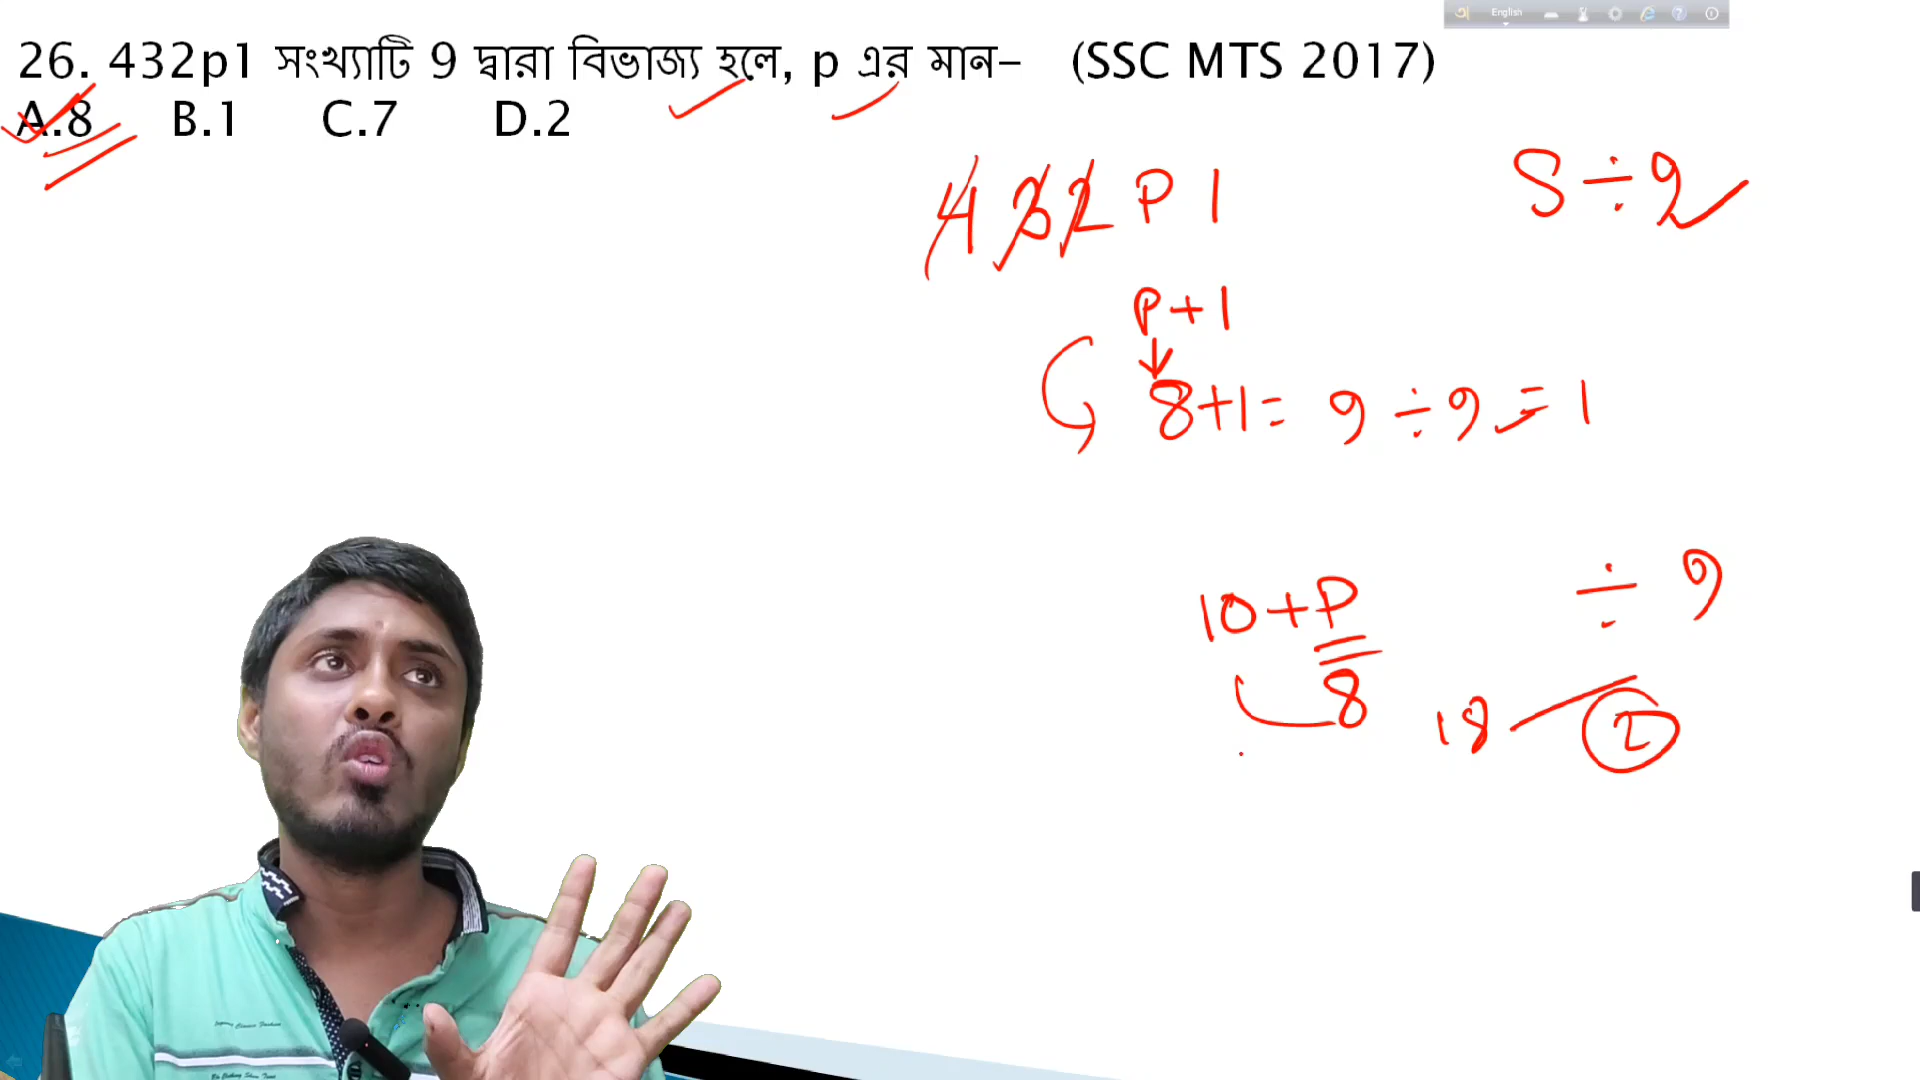 English
26. 432p1 সংখ্যাটি 9 দ্বারা বিভাজ্য হলে, p এর মান– (SSC MTS 2017)
A.8 B.1 C.7 D.2
432P1 S÷9
P+1
8+1= 9÷9=1
10+P ÷9
8 18 2